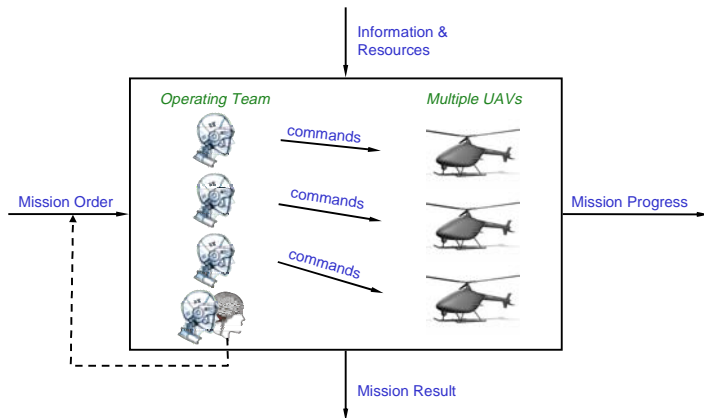 Information &
Resources
Operating Team
Multiple UAVs
commands
Mission Order
commands
Mission Progress
commands
Mission Result